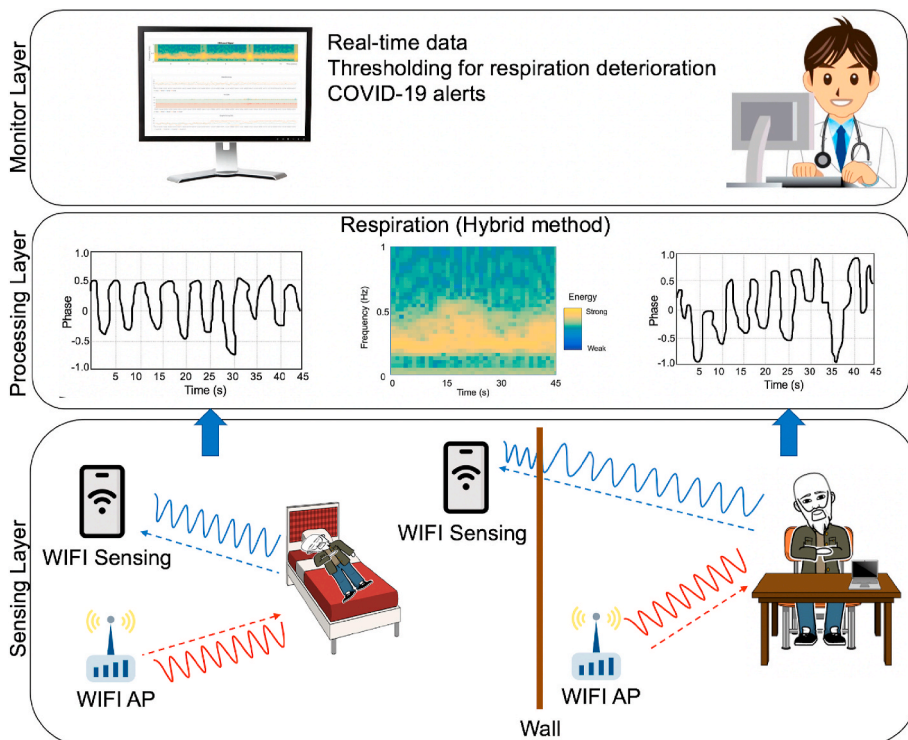 Monitor Layer
Real-time data
Thresholding for respiration deterioration
COVID-19 alerts
Processing Layer
Respiration (Hybrid method)
Phase
1.0
0.5
0
-0.5
-1.0
5 10 15 20 25 30 35 40 45
Time (s)
Frequency (Hz)
1
0.5
0
0 15 30 45
Time (s)
Energy
Strong
Weak
Phase
1.0
0.5
0
-0.5
-1.0
5 10 15 20 25 30 35 40 45
Time (s)
Sensing Layer
WIFI Sensing
WIFI AP
WIFI Sensing
WIFI AP
Wall